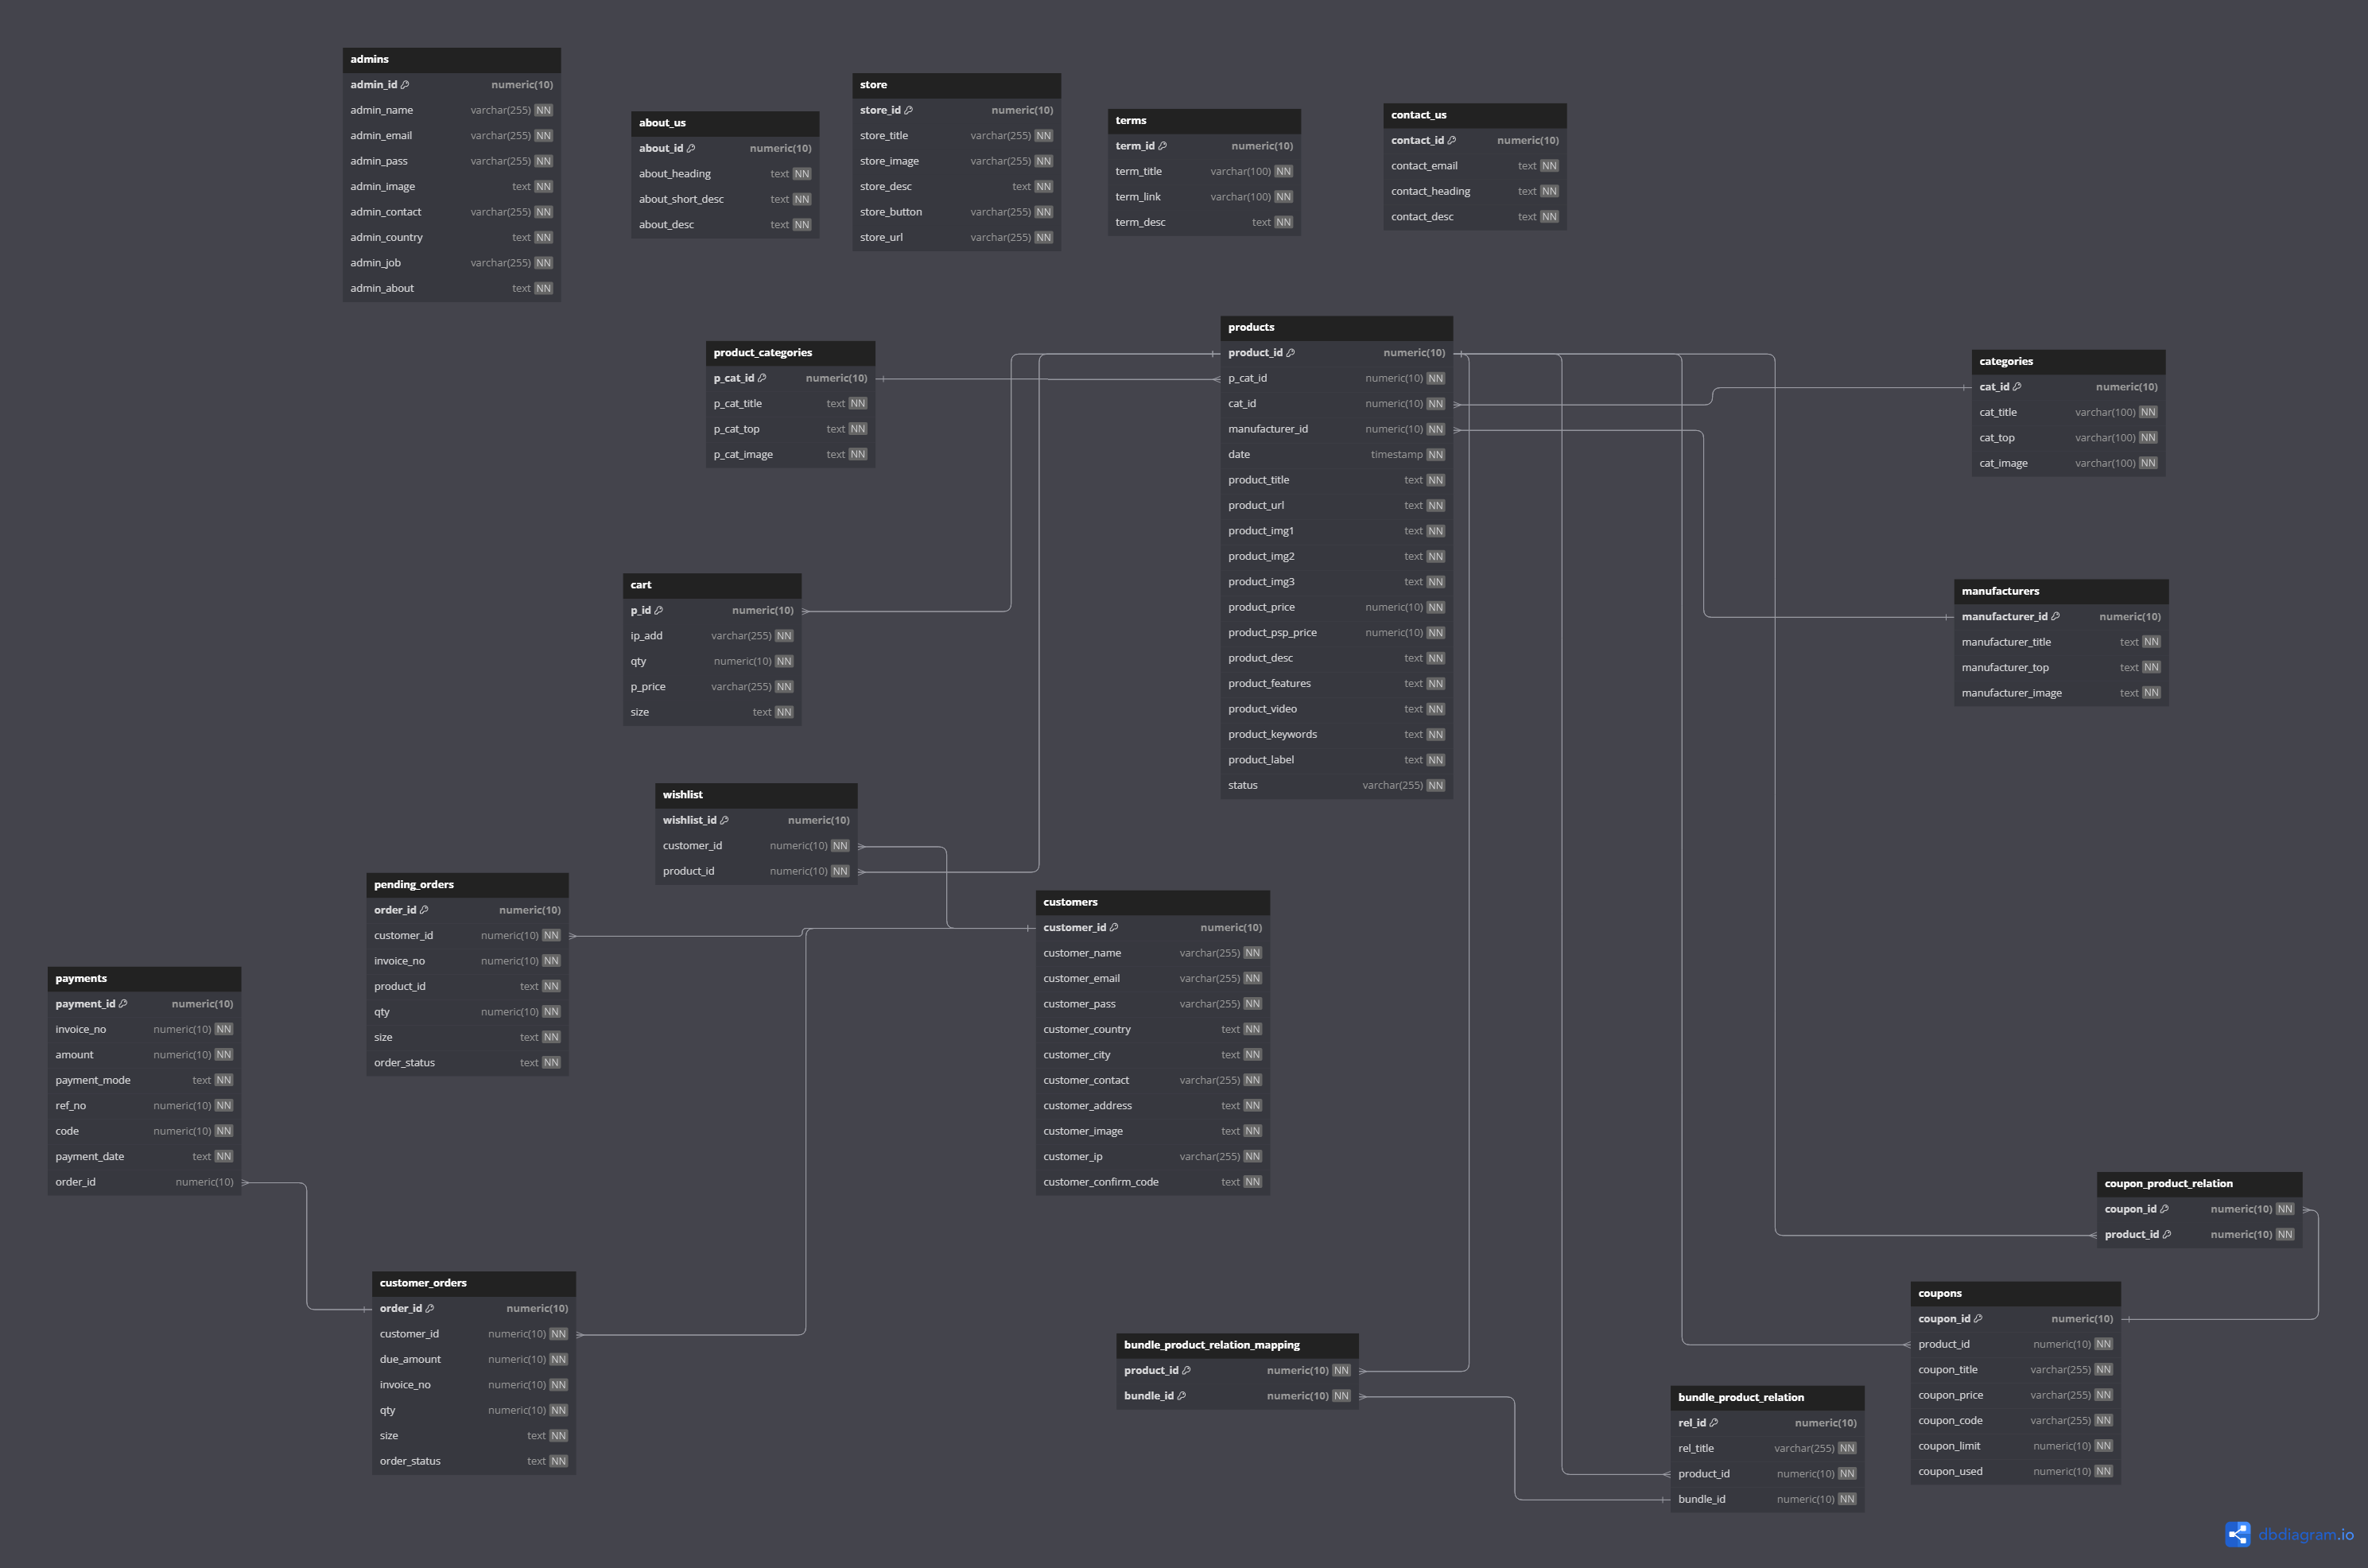 admins
admin_id numeric(10)
admin_name varchar(255) NN
admin_email varchar(255) NN
admin_pass varchar(255) NN
admin_image text NN
admin_contact varchar(255) NN
admin_country text NN
admin_job varchar(255) NN
admin_about text NN
about_us
about_id numeric(10)
about_heading text NN
about_short_desc text NN
about_desc text NN
store
store_id numeric(10)
store_title varchar(255) NN
store_image varchar(255) NN
store_desc text NN
store_button varchar(255) NN
store_url varchar(255) NN
terms
term_id numeric(10)
term_title varchar(100) NN
term_link varchar(100) NN
term_desc text NN
contact_us
contact_id numeric(10)
contact_email text NN
contact_heading text NN
contact_desc text NN
product_categories
p_cat_id numeric(10)
p_cat_title text NN
p_cat_top text NN
p_cat_image text NN
products
product_id numeric(10)
p_cat_id numeric(10) NN
cat_id numeric(10) NN
manufacturer_id numeric(10) NN
date timestamp NN
product_title text NN
product_url text NN
product_img1 text NN
product_img2 text NN
product_img3 text NN
product_price numeric(10) NN
product_psp_price numeric(10) NN
product_desc text NN
product_features text NN
product_video text NN
product_keywords text NN
product_label text NN
status varchar(255) NN
categories
cat_id numeric(10)
cat_title varchar(100) NN
cat_top varchar(100) NN
cat_image varchar(100) NN
cart
p_id numeric(10)
ip_add varchar(255) NN
qty numeric(10) NN
p_price varchar(255) NN
size text NN
manufacturers
manufacturer_id numeric(10)
manufacturer_title text NN
manufacturer_top text NN
manufacturer_image text NN
wishlist
wishlist_id numeric(10)
customer_id numeric(10) NN
product_id numeric(10) NN
pending_orders
order_id numeric(10)
customer_id numeric(10) NN
invoice_no numeric(10) NN
product_id text NN
qty numeric(10) NN
size text NN
order_status text NN
customers
customer_id numeric(10)
customer_name varchar(255) NN
customer_email varchar(255) NN
customer_pass varchar(255) NN
customer_country text NN
customer_city text NN
customer_contact varchar(255) NN
customer_address text NN
customer_image text NN
customer_ip varchar(255) NN
customer_confirm_code text NN
payments
payment_id numeric(10)
invoice_no numeric(10) NN
amount numeric(10) NN
payment_mode text NN
ref_no numeric(10) NN
code numeric(10) NN
payment_date text NN
order_id numeric(10)
coupon_product_relation
coupon_id numeric(10) NN
product_id numeric(10) NN
customer_orders
order_id numeric(10)
customer_id numeric(10) NN
due_amount numeric(10) NN
invoice_no numeric(10) NN
qty numeric(10) NN
size text NN
order_status text NN
coupons
coupon_id numeric(10)
product_id numeric(10) NN
coupon_title varchar(255) NN
coupon_price varchar(255) NN
coupon_code varchar(255) NN
coupon_limit numeric(10) NN
coupon_used numeric(10) NN
bundle_product_relation_mapping
product_id numeric(10) NN
bundle_id numeric(10) NN
bundle_product_relation
rel_id numeric(10)
rel_title varchar(255) NN
product_id numeric(10) NN
bundle_id numeric(10) NN
dbdiagram.io